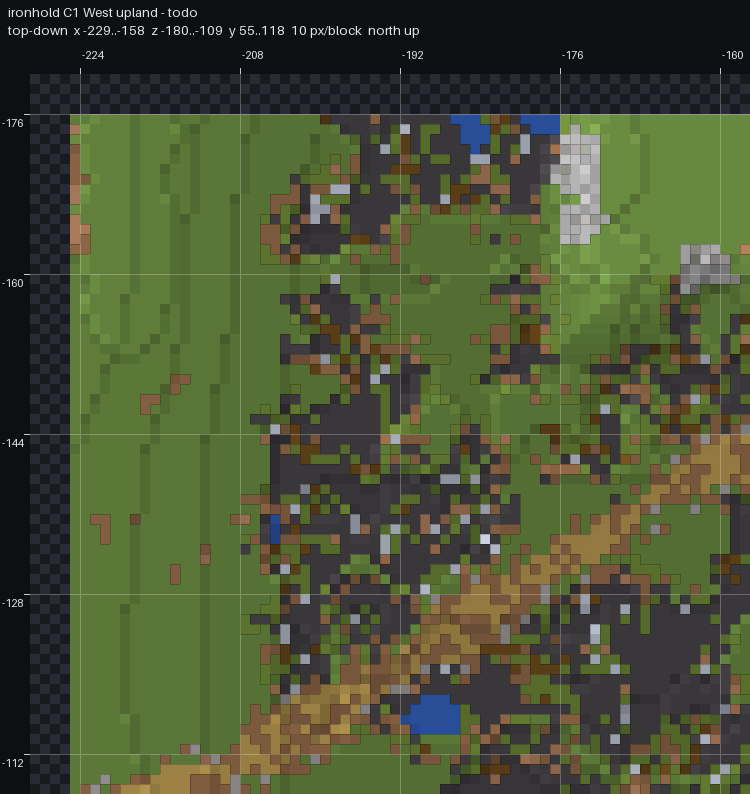 ironhold C1 West upland - todo
top-down  x -229..-158  z -180..-109  y 55..118  10 px/block  north up
-224 -208 -192 -176 -160
-176
-160
-144
-128
-112